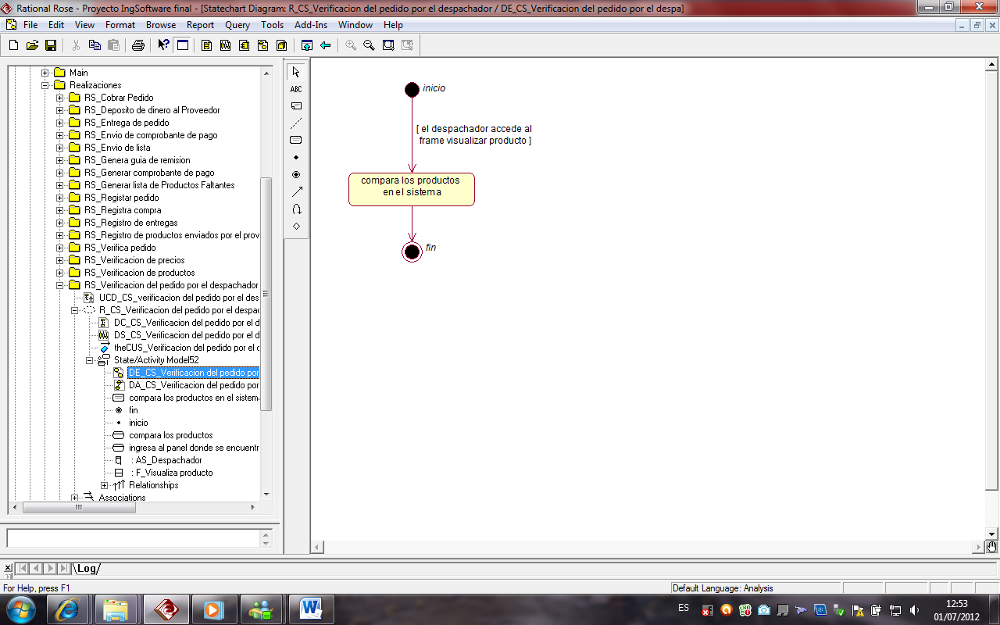 Rational Rose - Proyecto IngSoftware final - [Statechart Diagram: R_CS_Verificacion del pedido por el despachador / DE_CS_Verificacion del pedido por el despa]
File Edit View Format Browse Report Query Tools Add-Ins Window Help
Main
Realizaciones
RS_Cobrar Pedido
RS_Deposito de dinero al Proveedor
RS_Entrega de pedido
RS_Envio de comprobante de pago
RS_Envio de lista
RS_Genera guia de remision
RS_Generar comprobante de pago
RS_Generar lista de Productos Faltantes
RS_Registar pedido
RS_Registra compra
RS_Registro de entregas
RS_Registro de productos enviados por el prov
RS_Verifica pedido
RS_Verificacion de precios
RS_Verificacion de productos
RS_Verificacion del pedido por el despachador
UCD_CS_verificacion del pedido por el des
R_CS_Verificacion del pedido por el despac
DC_CS_Verificacion del pedido por el d
DS_CS_Verificacion del pedido por el d
theCUS_Verificacion del pedido por el d
State/Activity Model52
DE_CS_Verificacion del pedido por
DA_CS_Verificacion del pedido por
compara los productos en el sistema
fin
inicio
compara los productos
ingresa al panel donde se encuentr
: AS_Despachador
: F_Visualiza producto
Relationships
Associations
ABC
inicio
[ el despachador accede al
frame visualizar producto ]
compara los productos
en el sistema
fin
Log
For Help, press F1
Default Language: Analysis
ES
12:53
01/07/2012